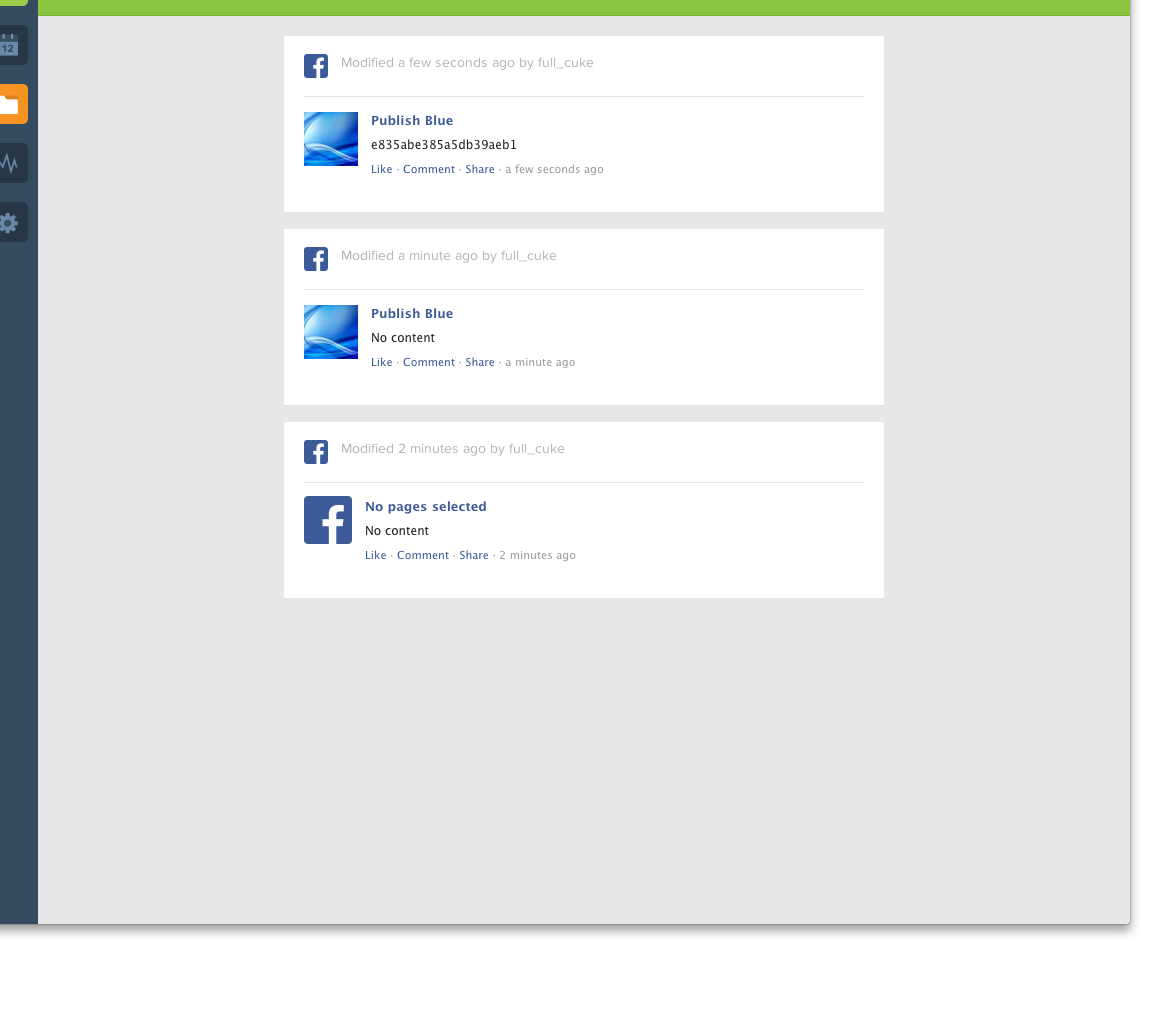 12
Modified a few seconds ago by full_cuke
Publish Blue
e835abe385a5db39aeb1
Like · Comment · Share · a few seconds ago
Modified a minute ago by full_cuke
Publish Blue
No content
Like · Comment · Share · a minute ago
Modified 2 minutes ago by full_cuke
No pages selected
No content
Like · Comment · Share · 2 minutes ago